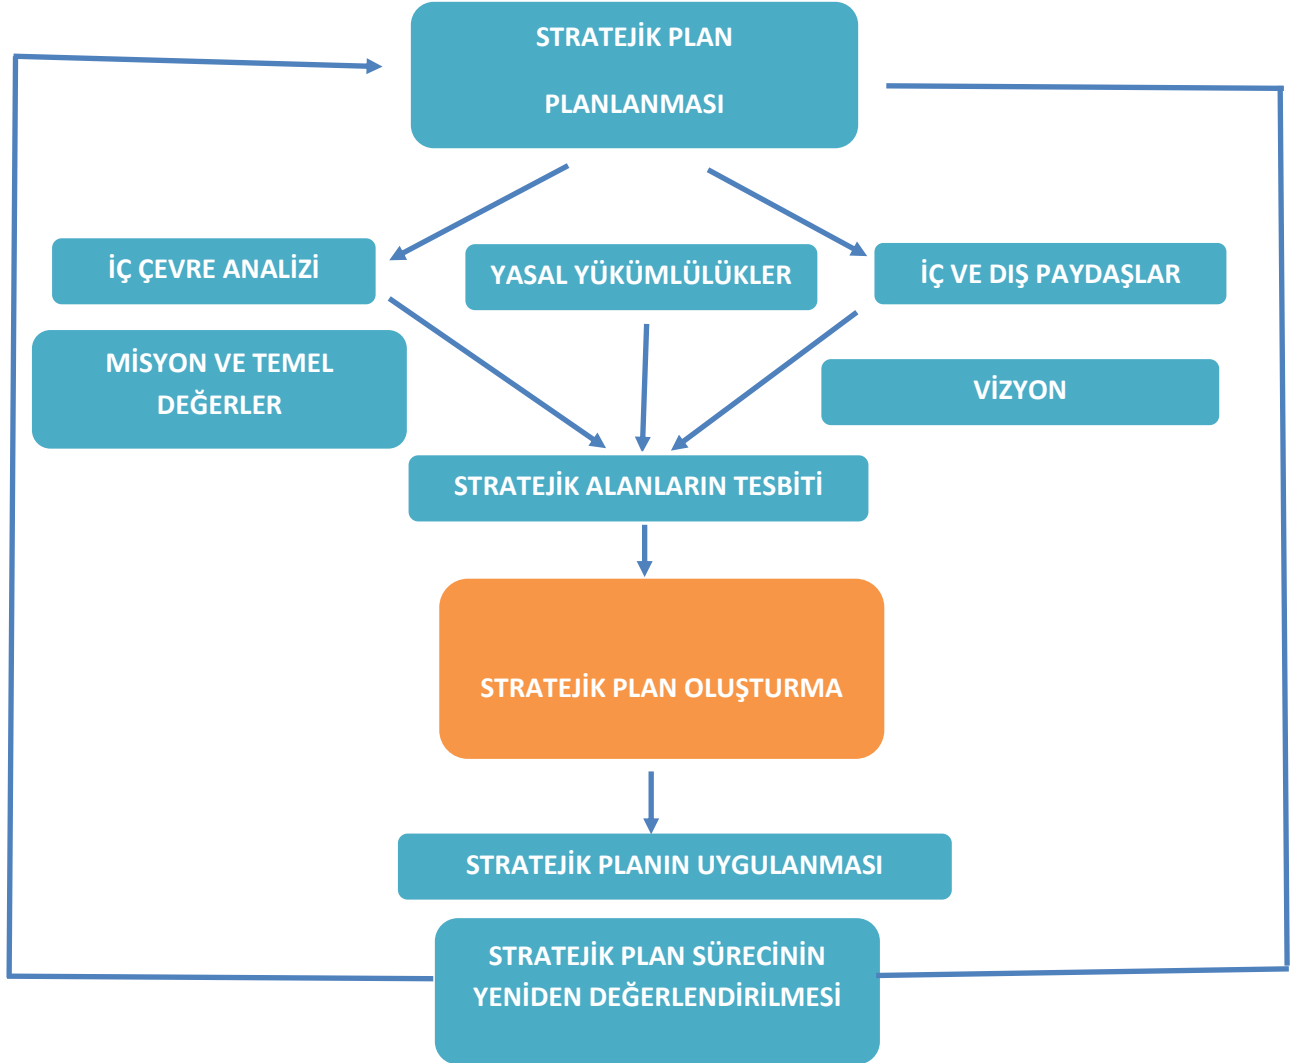 STRATEJİK PLAN
PLANLANMASI
İÇ ÇEVRE ANALİZİ
YASAL YÜKÜMLÜLÜKLER
İÇ VE DIŞ PAYDAŞLAR
MİSYON VE TEMEL
DEĞERLER
VİZYON
STRATEJİK ALANLARIN TESBİTİ
STRATEJİK PLAN OLUŞTURMA
STRATEJİK PLANIN UYGULANMASI
STRATEJİK PLAN SÜRECİNİN
YENİDEN DEĞERLENDİRİLMESİ